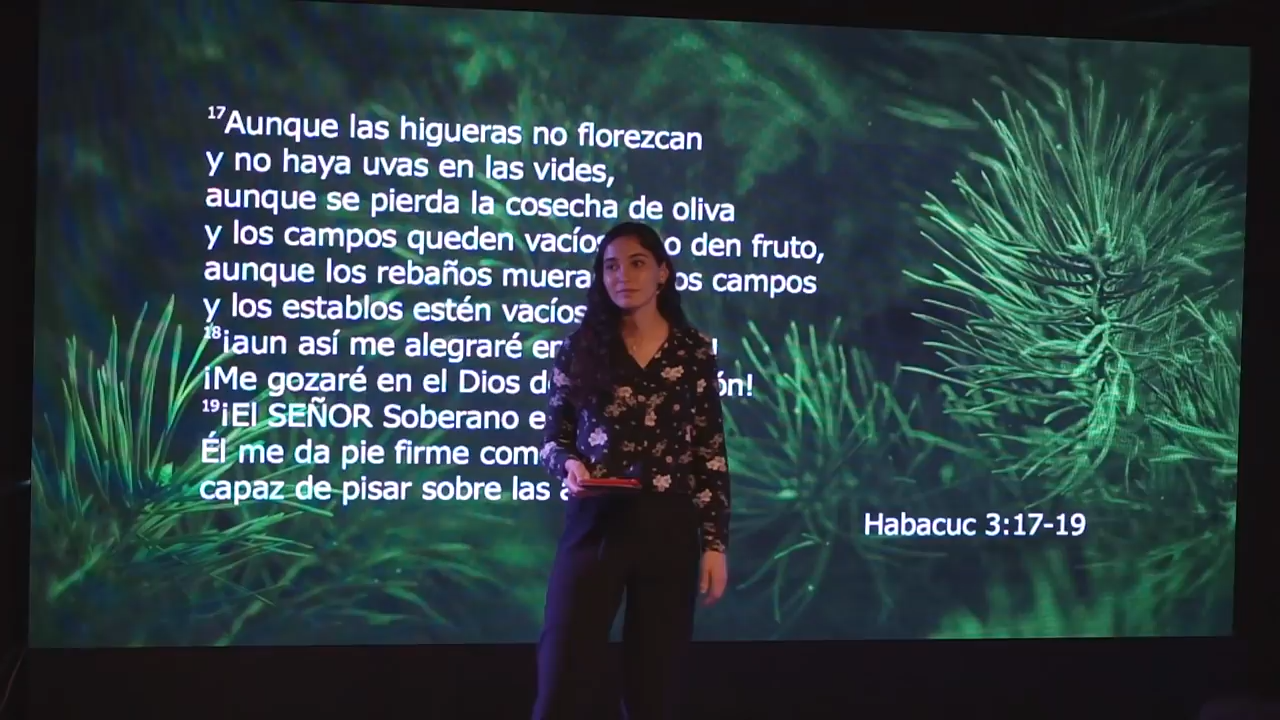 ¹⁷Aunque las higueras no florezcan
y no haya uvas en las vides,
aunque se pierda la cosecha de oliva
y los campos queden vacíos o den fruto,
aunque los rebaños campos
y los establos estén vacíos
¹⁸¡aun así me alegraré
¡Me gozaré en el Dios
¹⁹¡El SEÑOR Soberano
Él me da pie firme
capaz de pisar sobre las
Habacuc 3:17-19